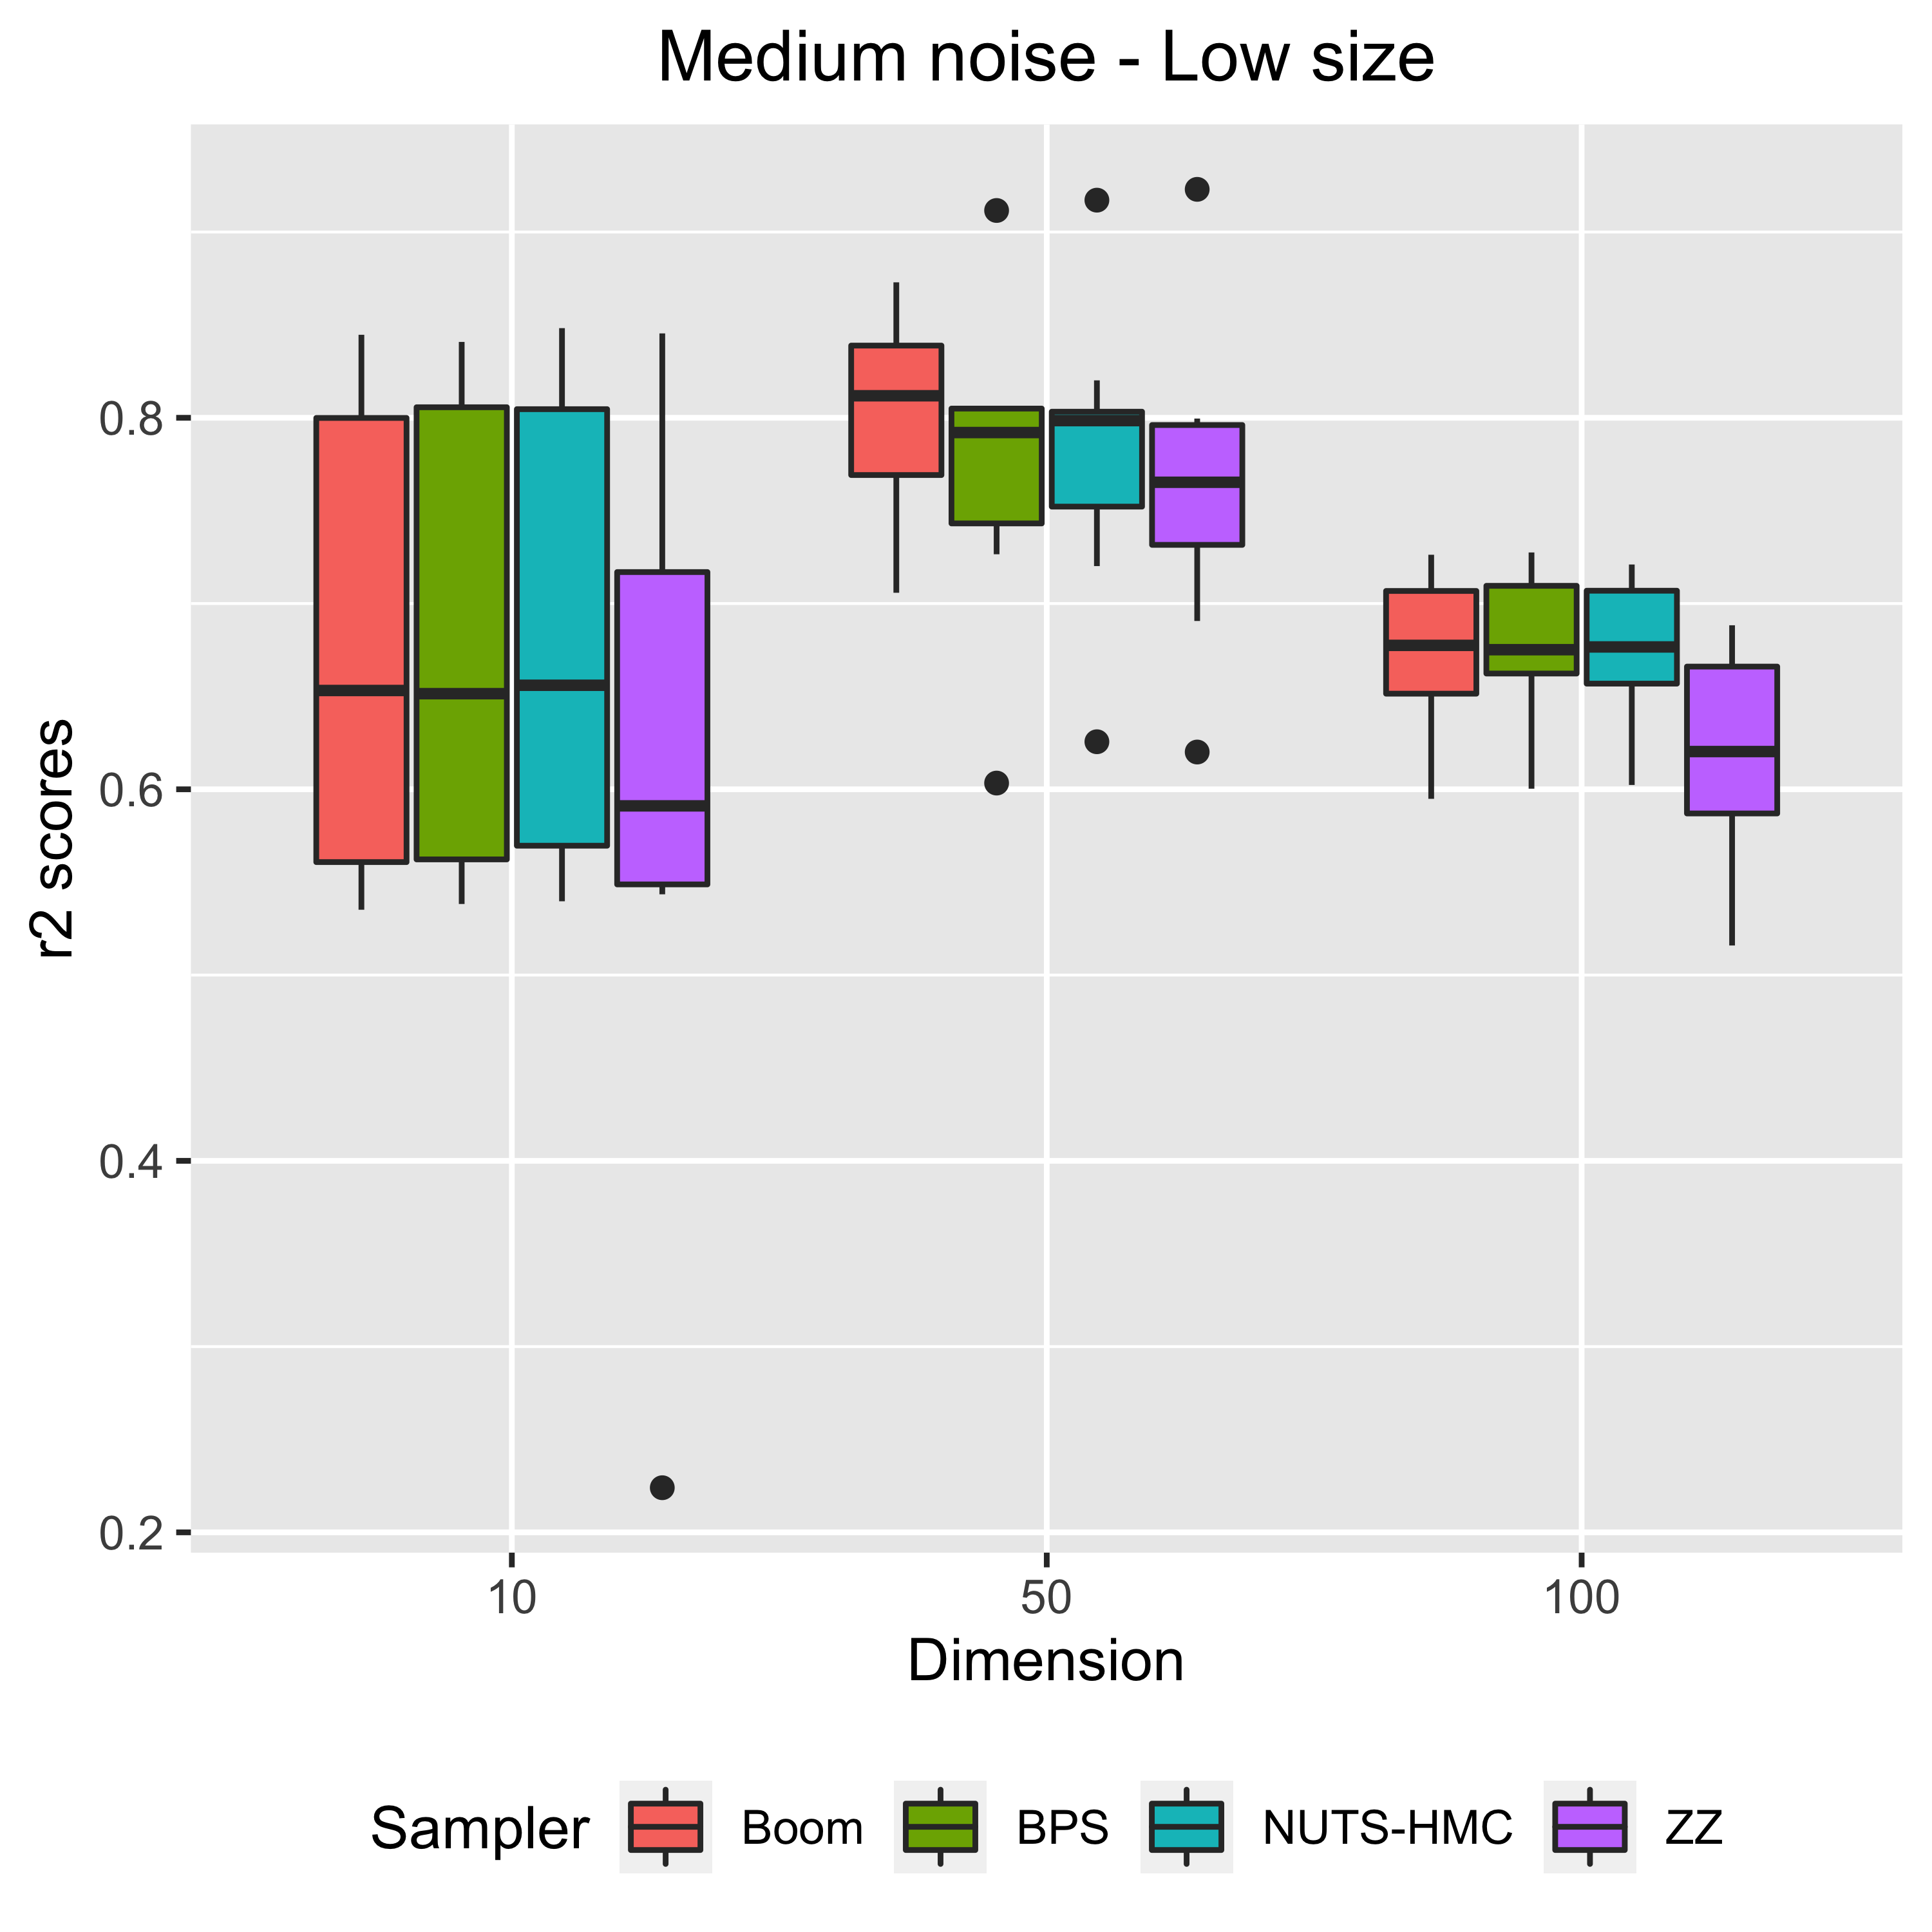 Medium noise - Low size
r2 scores
0.8
0.6
0.4
0.2
10 50 100
Dimension
Sampler Boom BPS NUTS-HMC ZZ